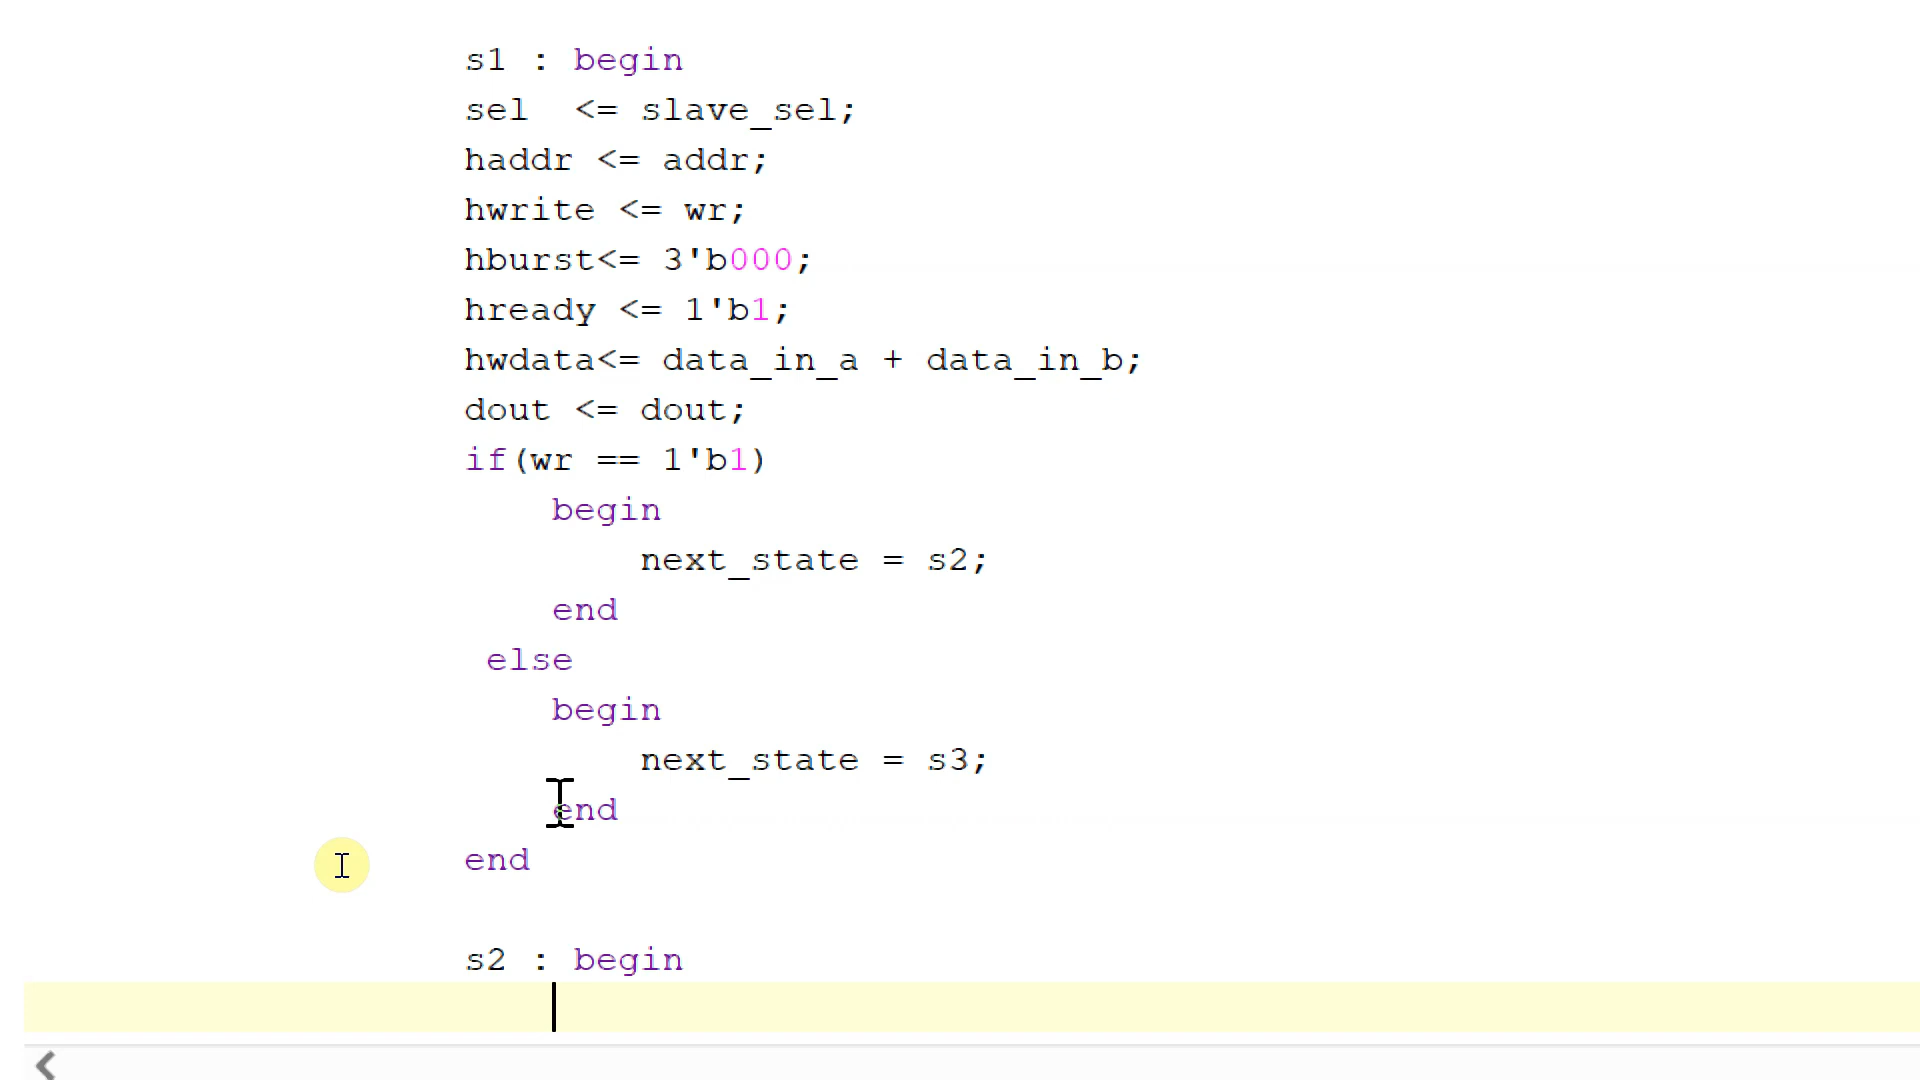 s1 : begin
sel  <= slave_sel;
haddr <= addr;
hwrite <= wr;
hburst<= 3'b000;
hready <= 1'b1;
hwdata<= data_in_a + data_in_b;
dout <= dout;
if(wr == 1'b1)
begin
next_state = s2;
end
else
begin
next_state = s3;
end
end
s2 : begin